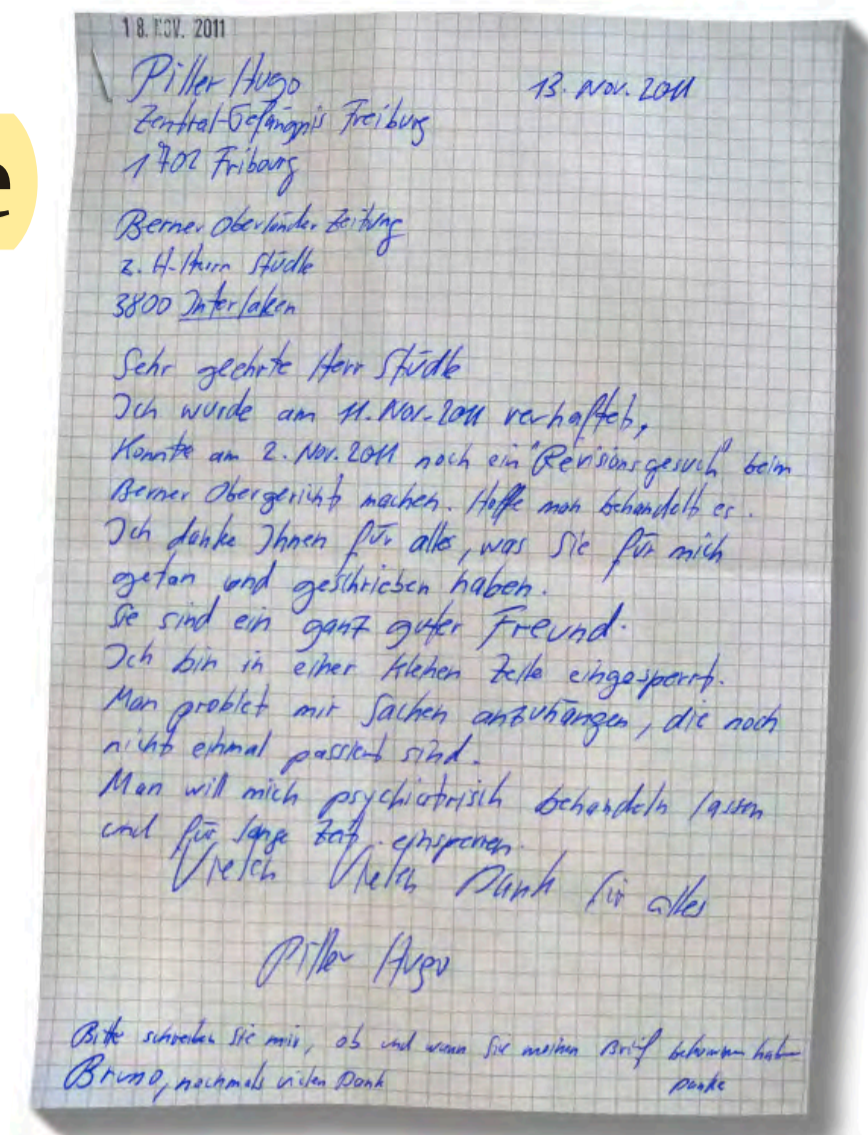 e
18. NOV. 2011
Piller Hugo 13. Nov. 2011
Zentral-Gefängnis Freiburg
1702 Fribourg
Berner Oberländer Zeitung
z. H. Herrn Stüdle
3800 Interlaken
Sehr geehrte Herr Stüdle
Ich wurde am 11. Nov. 2011 verhaftet,
Konnte am 2. Nov. 2011 noch ein "Revisionsgesuch" beim
Berner Obergericht machen. Hoffe man behandelt es.
Ich danke Ihnen für alles, was Sie für mich
getan und geschrieben haben.
Sie sind ein ganz guter Freund.
Ich bin in einer kleinen Zelle eingesperrt.
Man probiet mir Sachen anzuhängen, die noch
nicht einmal passiert sind.
Man will mich psychiatrisch behandeln lassen
und für lange Zeit einsperren.
Vielen Vielen Dank für alles
Piller Hugo
Bitte schreiben Sie mir, ob und wann Sie meinen Brief bekommen haben
Bruno, nochmals vielen Dank Danke